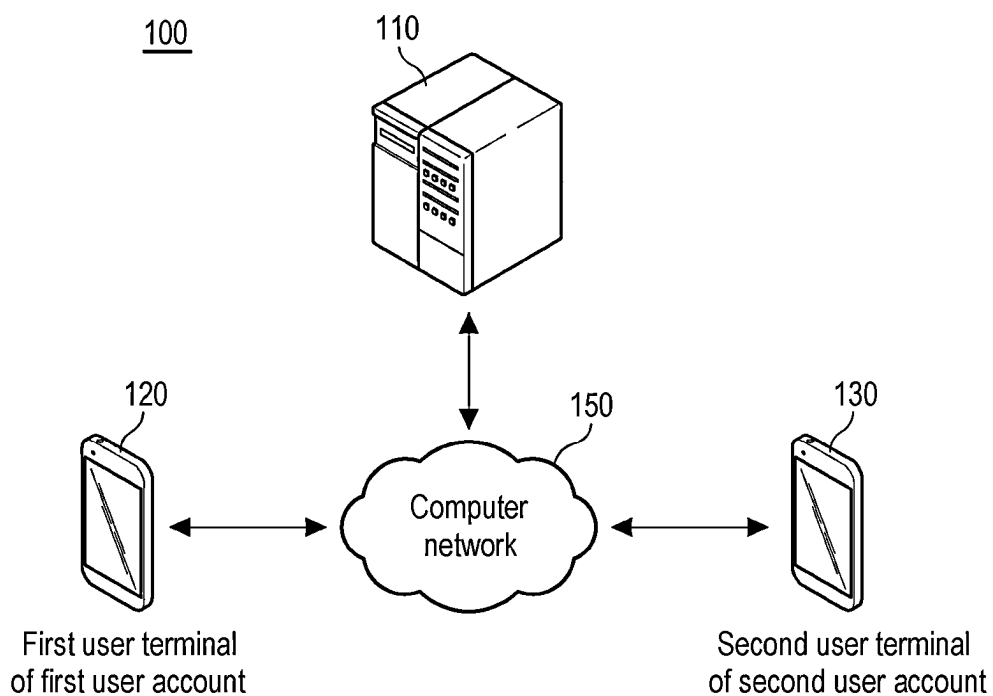 100
110
120
150
130
Computer
network
First user terminal
of first user account
Second user terminal
of second user account